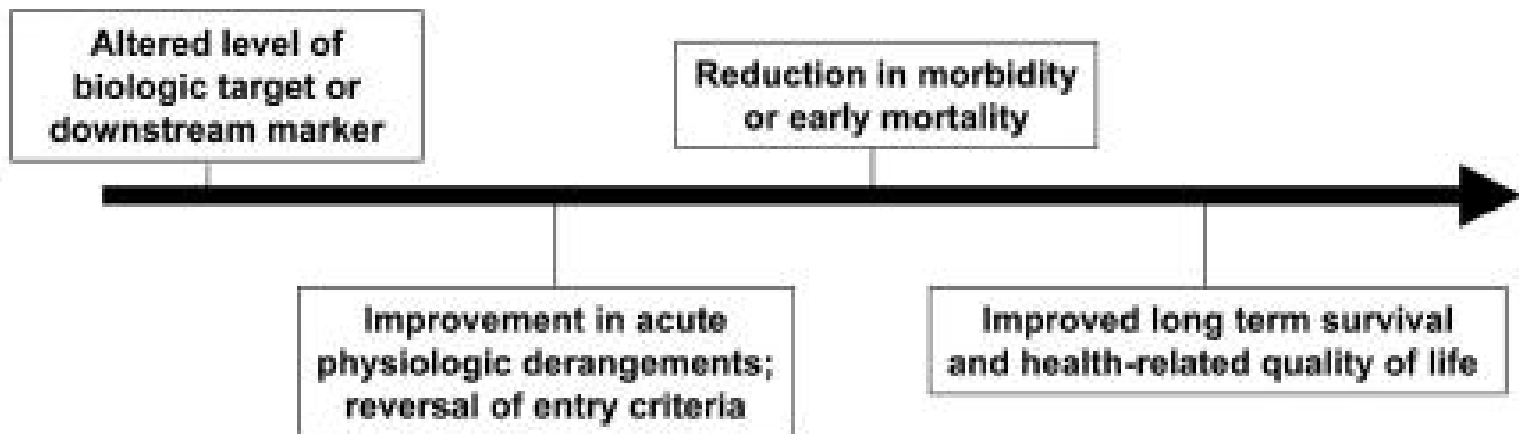 Altered level of
biologic target or
downstream marker
Reduction in morbidity
or early mortality
Improvement in acute
physiologic derangements;
reversal of entry criteria
Improved long term survival
and health-related quality of life